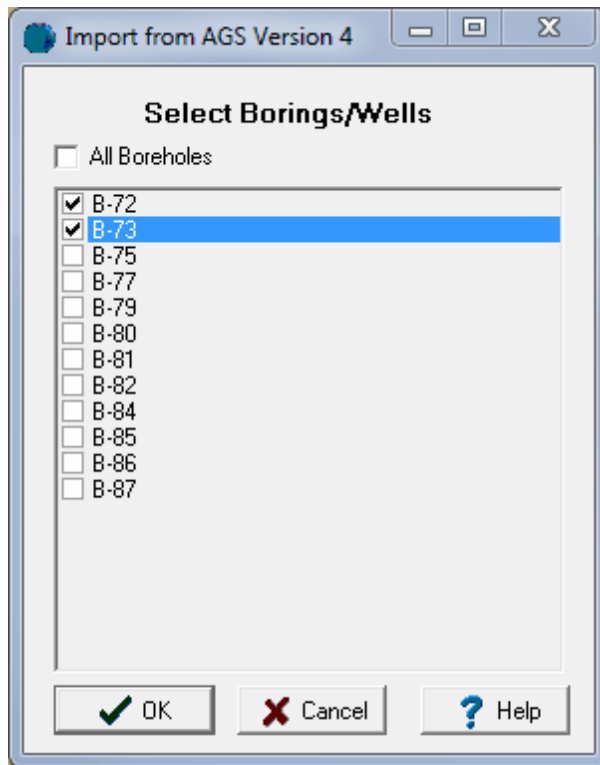 Import from AGS Version 4
Select Borings/Wells
All Boreholes
B-72
B-73
B-75
B-77
B-79
B-80
B-81
B-82
B-84
B-85
B-86
B-87
OK Cancel Help